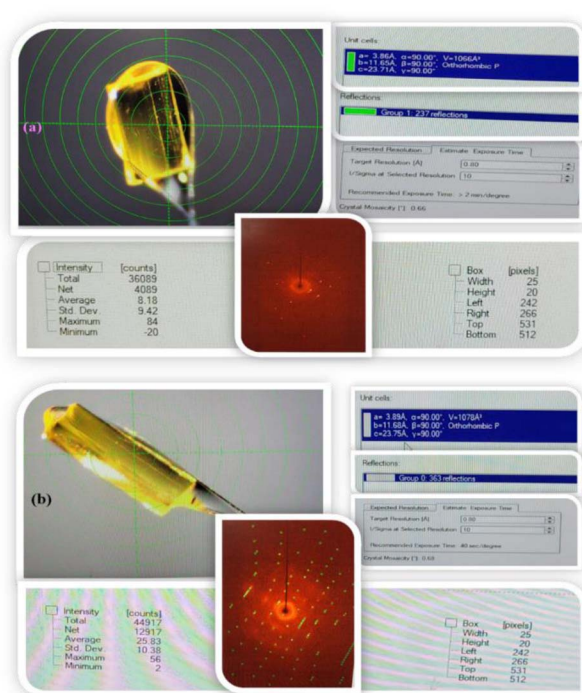 (a)
Unit cells:
a= 3.86Å, α=90.00°, V=1066Å³
b=11.65Å, β=90.00°, Orthorhombic P
c=23.71Å, γ=90.00°
Reflections:
Group 1: 237 reflections
Expected Resolution Estimate Exposure Time
Target Resolution [Å] 0.80
I/Sigma at Selected Resolution 10
Recommended Exposure Time: > 2 min/degree
Crystal Mosaicity [°]: 0.66
Intensity [counts]
Total 36089
Net 4089
Average 8.18
Std. Dev. 9.42
Maximum 84
Minimum -20
Box [pixels]
Width 25
Height 20
Left 242
Right 266
Top 531
Bottom 512
(b)
Unit cells:
a= 3.89Å, α=90.00°, V=1078Å³
b=11.68Å, β=90.00°, Orthorhombic P
c=23.75Å, γ=90.00°
Reflections:
Group 0: 363 reflections
Expected Resolution Estimate Exposure Time
Target Resolution [Å] 0.80
I/Sigma at Selected Resolution 10
Recommended Exposure Time: 40 sec/degree
Crystal Mosaicity [°]: 0.68
Intensity [counts]
Total 44917
Net 12917
Average 25.83
Std. Dev. 10.38
Maximum 56
Minimum 2
Box [pixels]
Width 25
Height 20
Left 242
Right 266
Top 531
Bottom 512